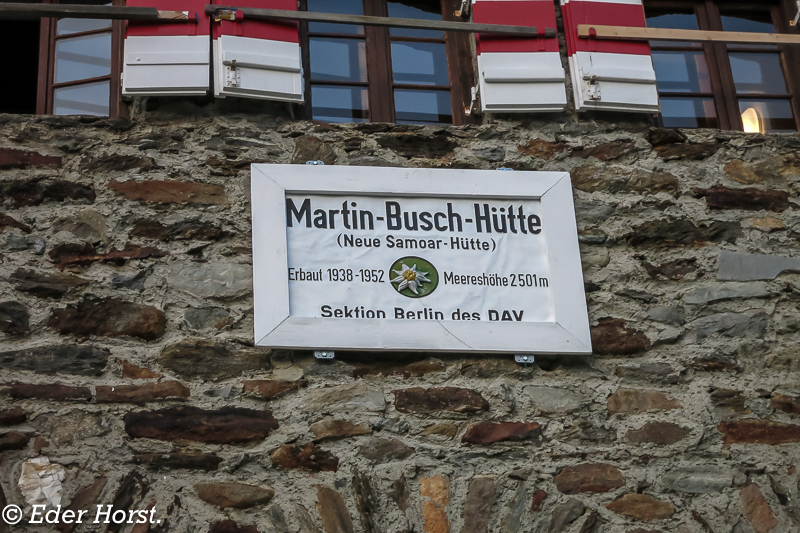 Martin-Busch-Hütte
(Neue Samoar-Hütte)
Erbaut 1938-1952 Meereshöhe 2501m
Sektion Berlin des DAV
© Eder Horst.